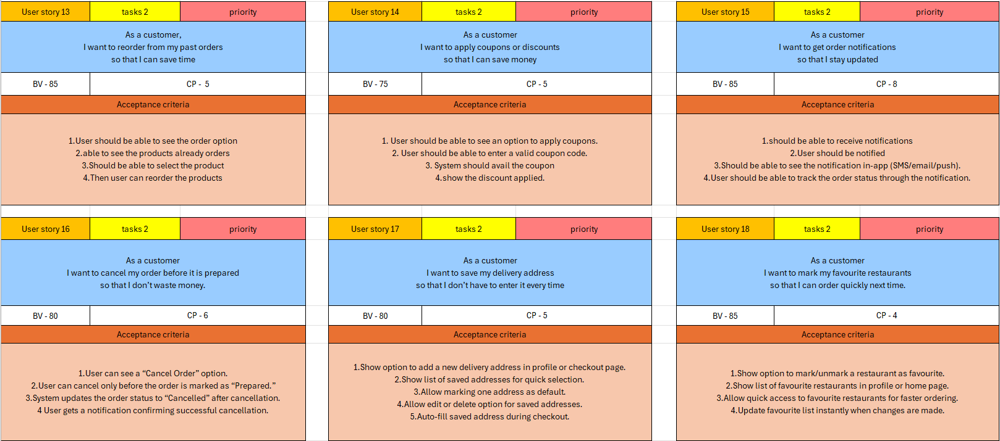 User story 13 tasks 2 priority
As a customer,
I want to reorder from my past orders
so that I can save time
BV - 85 CP -  5
Acceptance criteria
1.User should be able to see the order option
2.able to see the products already orders
3.Should be able to select the product
4.Then user can reorder the products
User story 14 tasks 2 priority
As a customer
I want to apply coupons or discounts
so that I can save money
BV - 75 CP - 5
Acceptance criteria
1. User should be able to see an option to apply coupons.
2. User should be able to enter a valid coupon code.
3. System should avail the coupon
4.show the discount applied.
User story 15 tasks 2 priority
As a customer
I want to get order notifications
so that I stay updated
BV - 85 CP - 8
Acceptance criteria
1.should be able to receive notifications
2.User should be notified
3.Should be able to see the notification in-app (SMS/email/push).
4.User should be able to track the order status through the notification.
User story 16 tasks 2 priority
As a customer
I want to cancel my order before it is prepared
so that I don’t waste money.
BV - 80 CP - 6
Acceptance criteria
1.User can see a “Cancel Order” option.
2.User can cancel only before the order is marked as “Prepared.”
3.System updates the order status to “Cancelled” after cancellation.
4 User gets a notification confirming successful cancellation.
User story 17 tasks 2 priority
As a customer
I want to save my delivery address
so that I don’t have to enter it every time
BV - 80 CP - 5
Acceptance criteria
1.Show option to add a new delivery address in profile or checkout page.
2.Show list of saved addresses for quick selection.
3.Allow marking one address as default.
4.Allow edit or delete option for saved addresses.
5.Auto-fill saved address during checkout.
User story 18 tasks 2 priority
As a customer
I want to mark my favourite restaurants
so that I can order quickly next time.
BV - 85 CP - 4
Acceptance criteria
1.Show option to mark/unmark a restaurant as favourite.
2.Show list of favourite restaurants in profile or home page.
3.Allow quick access to favourite restaurants for faster ordering.
4.Update favourite list instantly when changes are made.